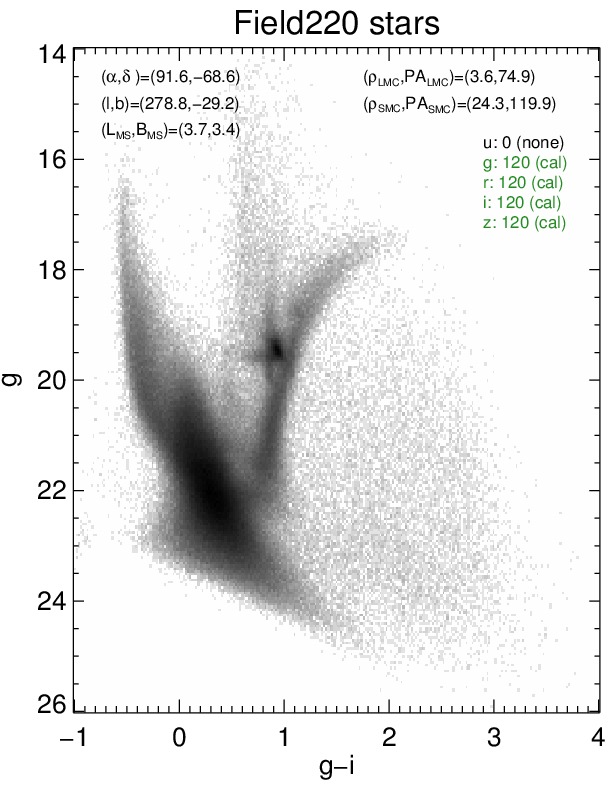 Field220 stars
(α,δ )=(91.6,−68.6)
(ρLMC,PALMC)=(3.6,74.9)
(l,b)=(278.8,−29.2)
(ρSMC,PASMC)=(24.3,119.9)
(LMS,BMS)=(3.7,3.4)
u: 0 (none)
g: 120 (cal)
r: 120 (cal)
i: 120 (cal)
z: 120 (cal)
14
16
18
20
22
24
26
g
−1 0 1 2 3 4
g−i